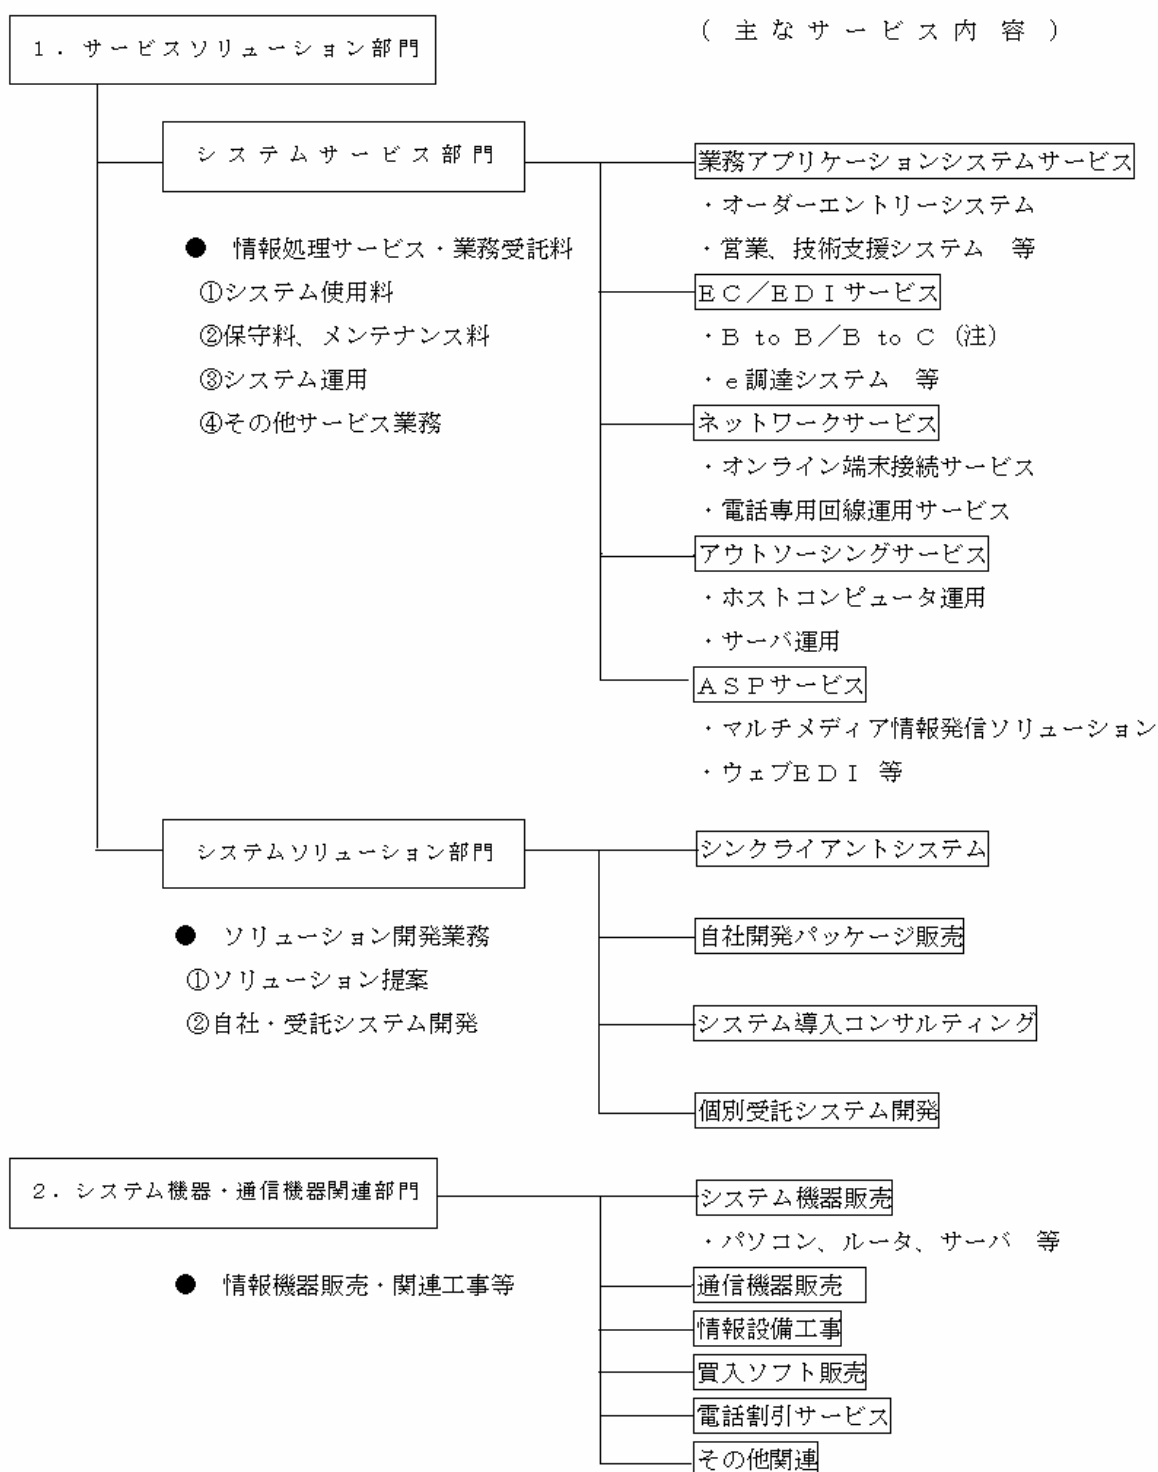 １．サービスソリューション部門
（主なサービス内容）
システムサービス部門
● 情報処理サービス・業務受託料
①システム使用料
②保守料、メンテナンス料
③システム運用
④その他サービス業務
業務アプリケーションシステムサービス
・オーダーエントリーシステム
・営業、技術支援システム　等
ＥＣ／ＥＤＩサービス
・Ｂ to Ｂ／Ｂ to Ｃ（注）
・ｅ調達システム　等
ネットワークサービス
・オンライン端末接続サービス
・電話専用回線運用サービス
アウトソーシングサービス
・ホストコンピュータ運用
・サーバ運用
ＡＳＰサービス
・マルチメディア情報発信ソリューション
・ウェブＥＤＩ　等
システムソリューション部門
● ソリューション開発業務
①ソリューション提案
②自社・受託システム開発
シンクライアントシステム
自社開発パッケージ販売
システム導入コンサルティング
個別受託システム開発
２．システム機器・通信機器関連部門
● 情報機器販売・関連工事等
システム機器販売
・パソコン、ルータ、サーバ　等
通信機器販売
情報設備工事
買入ソフト販売
電話割引サービス
その他関連